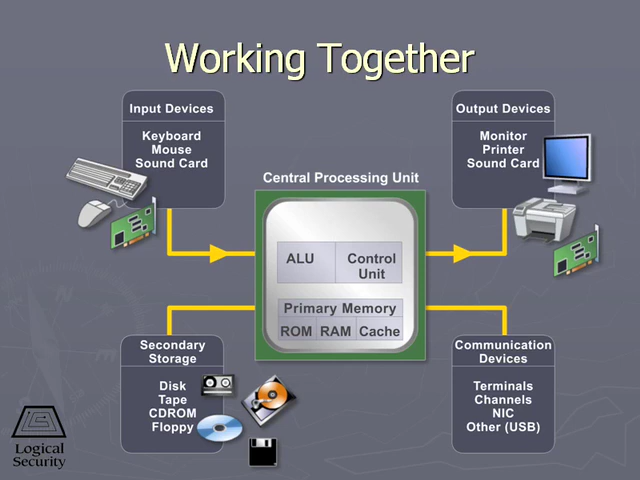 Working Together
Input Devices
Keyboard
Mouse
Sound Card
Output Devices
Monitor
Printer
Sound Card
Central Processing Unit
ALU
Control
Unit
Primary Memory
ROM RAM Cache
Secondary
Storage
Disk
Tape
CDROM
Floppy
Communication
Devices
Terminals
Channels
NIC
Other (USB)
Logical
Security